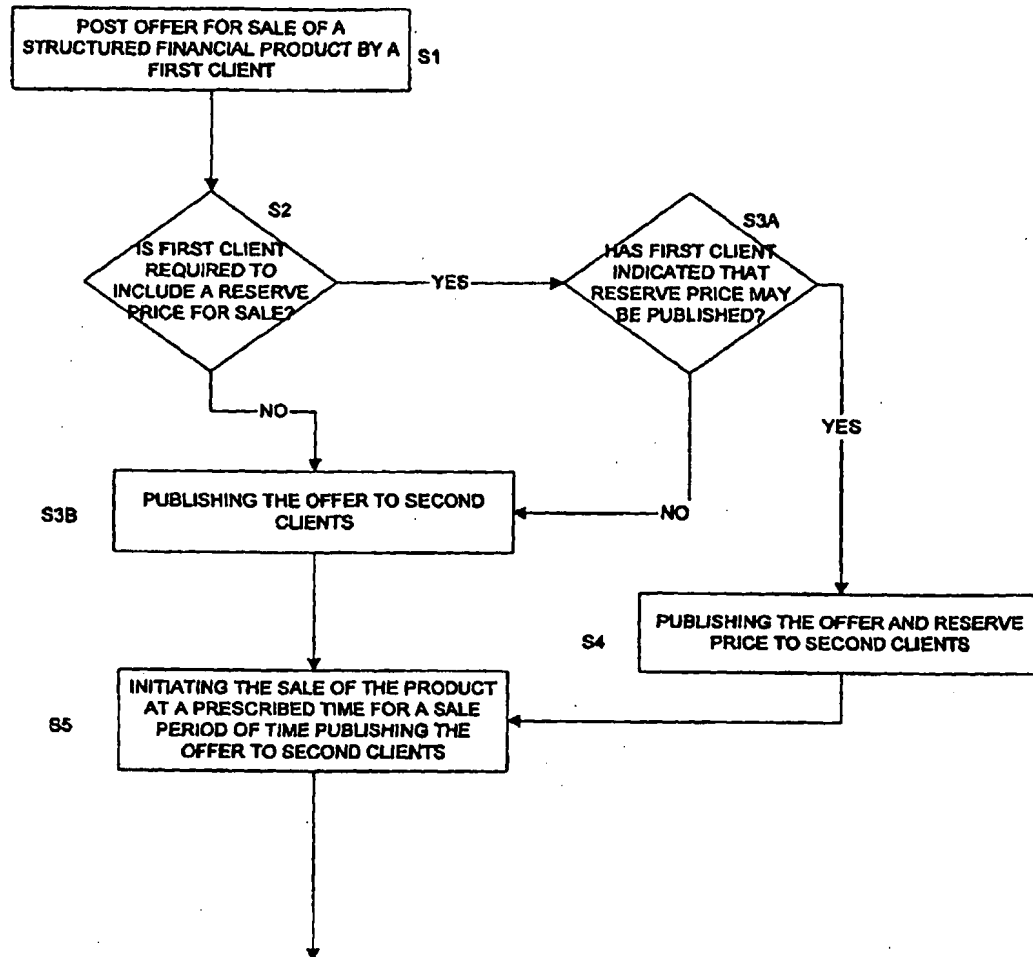 POST OFFER FOR SALE OF A
STRUCTURED FINANCIAL PRODUCT BY A
FIRST CLIENT
S1
S2
IS FIRST CLIENT
REQUIRED TO
INCLUDE A RESERVE
PRICE FOR SALE?
YES
S3A
HAS FIRST CLIENT
INDICATED THAT
RESERVE PRICE MAY
BE PUBLISHED?
NO
YES
S3B
PUBLISHING THE OFFER TO SECOND
CLIENTS
NO
S4
PUBLISHING THE OFFER AND RESERVE
PRICE TO SECOND CLIENTS
S5
INITIATING THE SALE OF THE PRODUCT
AT A PRESCRIBED TIME FOR A SALE
PERIOD OF TIME PUBLISHING THE
OFFER TO SECOND CLIENTS